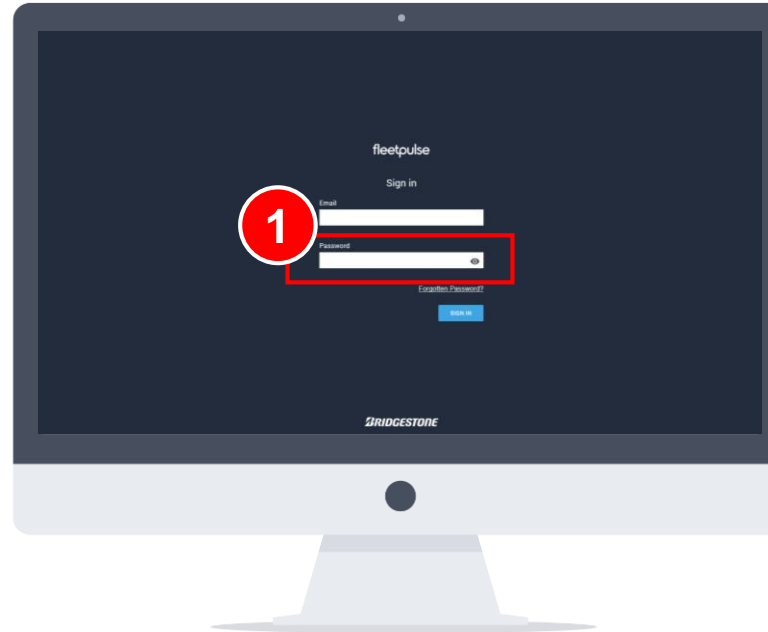 fleetpulse
Sign in
Email
1
Password
Forgotten Password?
SIGN IN
BRIDGESTONE